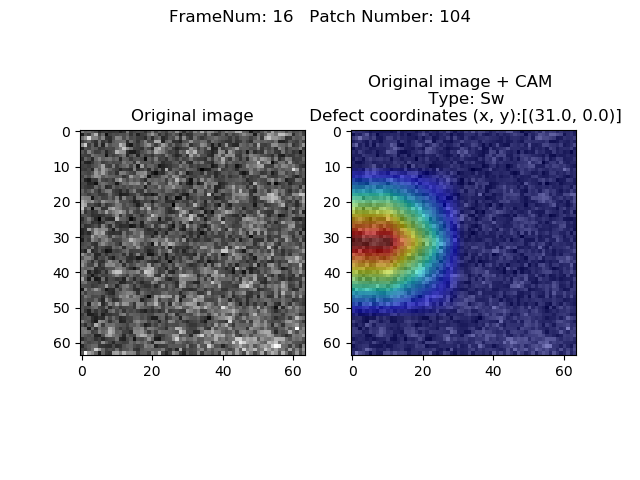 FrameNum: 16   Patch Number: 104
Original image
0
10
20
30
40
50
60
0 20 40 60
Original image + CAM
Type: Sw
Defect coordinates (x, y):[(31.0, 0.0)]
0
10
20
30
40
50
60
0 20 40 60